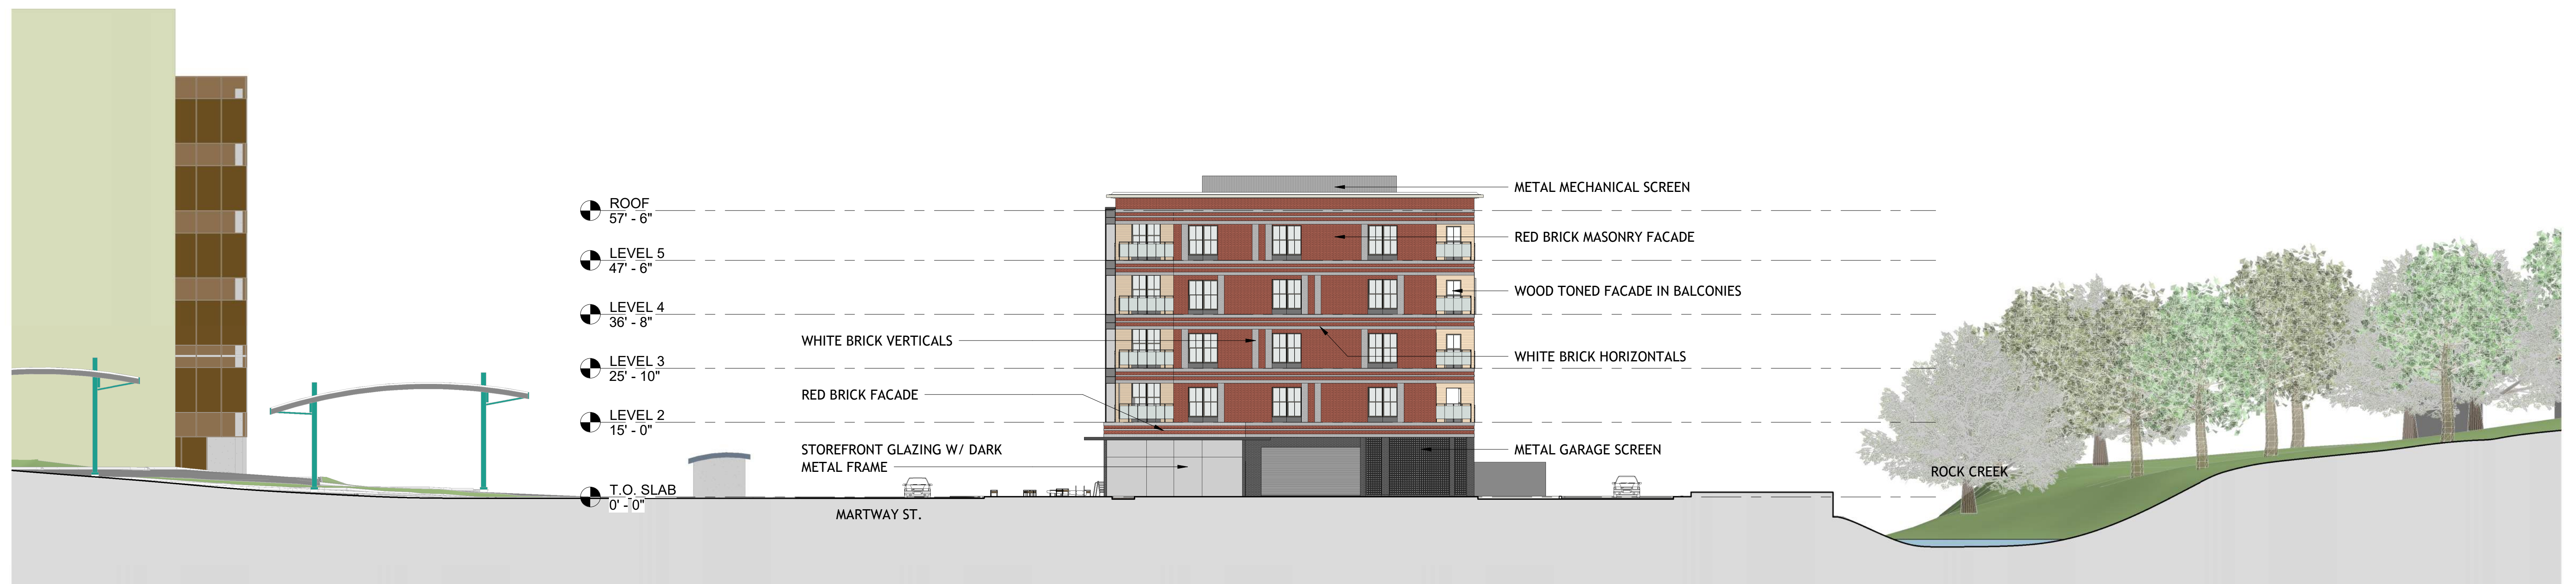 METAL MECHANICAL SCREEN
ROOF
57' - 6"
RED BRICK MASONRY FACADE
LEVEL 5
47' - 6"
WOOD TONED FACADE IN BALCONIES
LEVEL 4
36' - 8"
WHITE BRICK VERTICALS
WHITE BRICK HORIZONTALS
LEVEL 3
25' - 10"
RED BRICK FACADE
LEVEL 2
15' - 0"
STOREFRONT GLAZING W/ DARK
METAL FRAME
METAL GARAGE SCREEN
ROCK CREEK
T.O. SLAB
0' - 0"
MARTWAY ST.